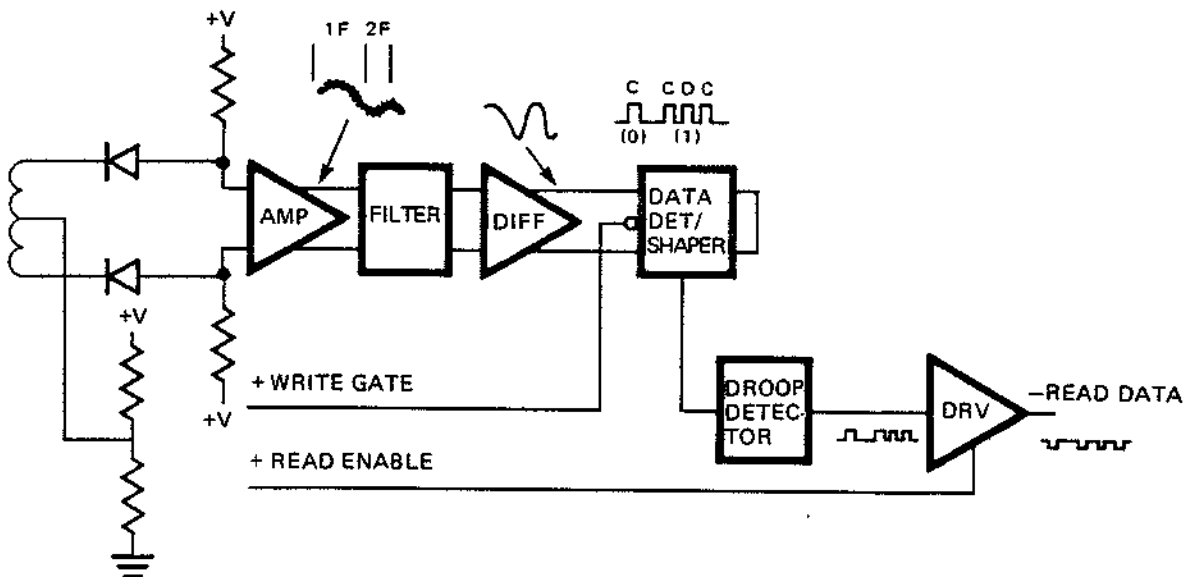 +V
1F 2F
C C D C
(0) (1)
AMP
FILTER
DIFF
DATA
DET/
SHAPER
+V
+V
+ WRITE GATE
DROOP
DETEC-
TOR
DRV
–READ DATA
+ READ ENABLE